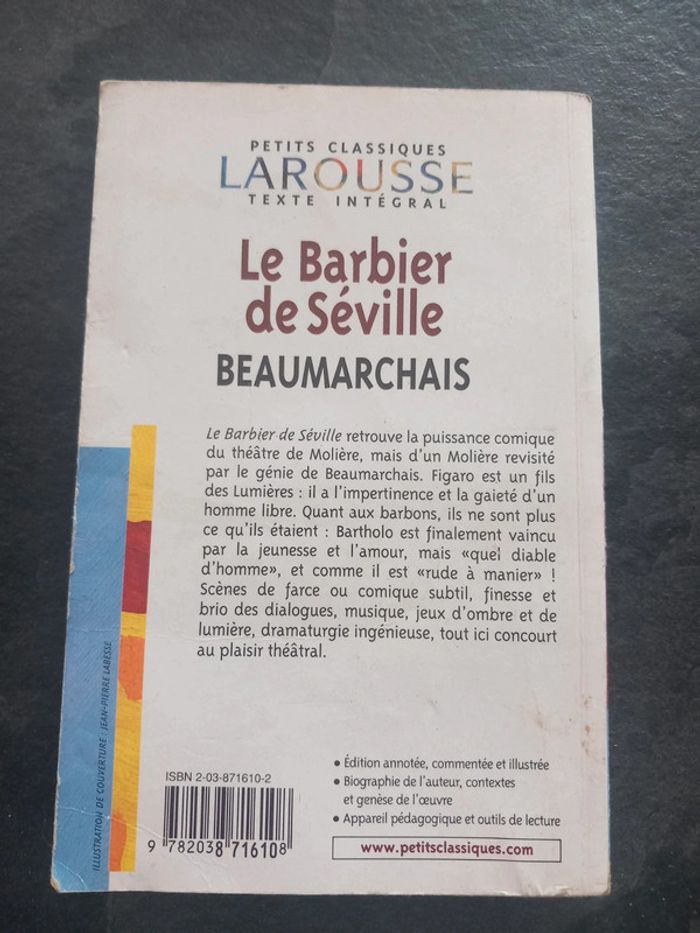 PETITS CLASSIQUES
LAROUSSE
TEXTE INTÉGRAL
Le Barbier
de Séville
BEAUMARCHAIS
Le Barbier de Séville retrouve la puissance comique
du théâtre de Molière, mais d'un Molière revisité
par le génie de Beaumarchais. Figaro est un fils
des Lumières : il a l'impertinence et la gaieté d'un
homme libre. Quant aux barbons, ils ne sont plus
ce qu'ils étaient : Bartholo est finalement vaincu
par la jeunesse et l'amour, mais «quel diable
d'homme», et comme il est «rude à manier» !
Scènes de farce ou comique subtil, finesse et
brio des dialogues, musique, jeux d'ombre et de
lumière, dramaturgie ingénieuse, tout ici concourt
au plaisir théâtral.
ILLUSTRATION DE COUVERTURE : JEAN-PIERRE LABESSE
ISBN 2-03-871610-2
9 782038 716108
• Édition annotée, commentée et illustrée
• Biographie de l'auteur, contextes
et genèse de l'œuvre
• Appareil pédagogique et outils de lecture
www.petitsclassiques.com